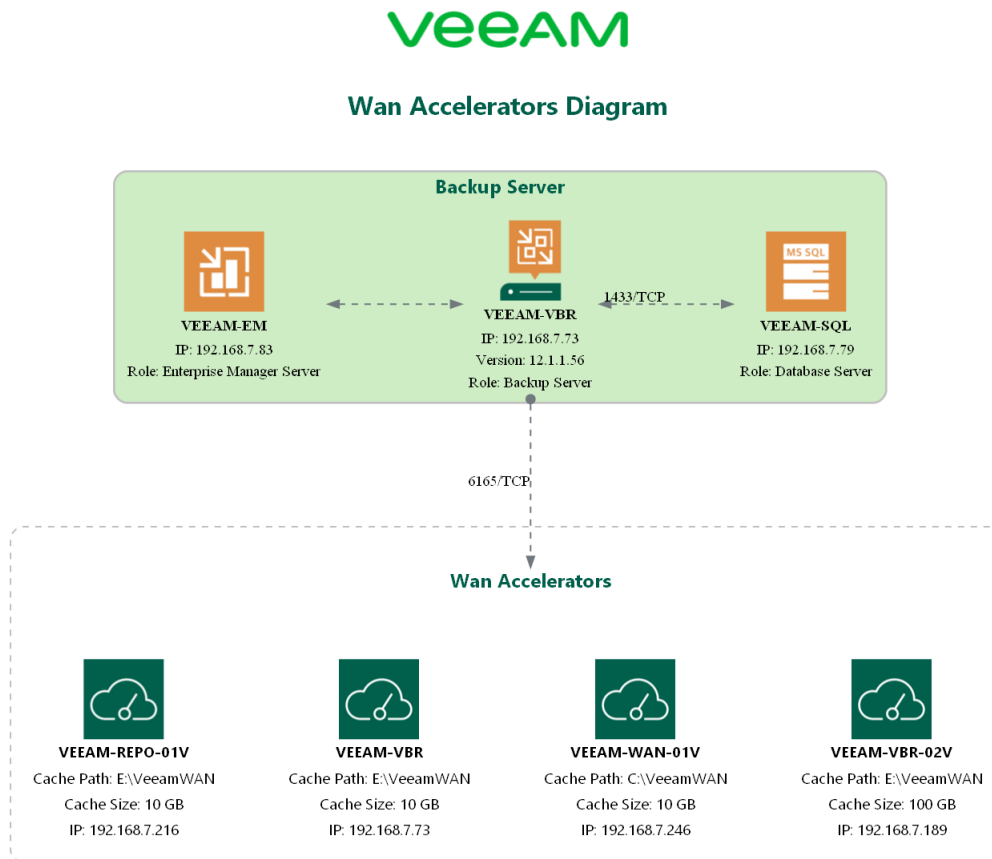 veeam
Wan Accelerators Diagram
Backup Server
MS SQL
1433/TCP
VEEAM-EM
IP: 192.168.7.83
Role: Enterprise Manager Server
VEEAM-VBR
IP: 192.168.7.73
Version: 12.1.1.56
Role: Backup Server
VEEAM-SQL
IP: 192.168.7.79
Role: Database Server
6165/TCP
Wan Accelerators
VEEAM-REPO-01V
Cache Path: E:\VeeamWAN
Cache Size: 10 GB
IP: 192.168.7.216
VEEAM-VBR
Cache Path: E:\VeeamWAN
Cache Size: 10 GB
IP: 192.168.7.73
VEEAM-WAN-01V
Cache Path: C:\VeeamWAN
Cache Size: 10 GB
IP: 192.168.7.246
VEEAM-VBR-02V
Cache Path: E:\VeeamWAN
Cache Size: 100 GB
IP: 192.168.7.189